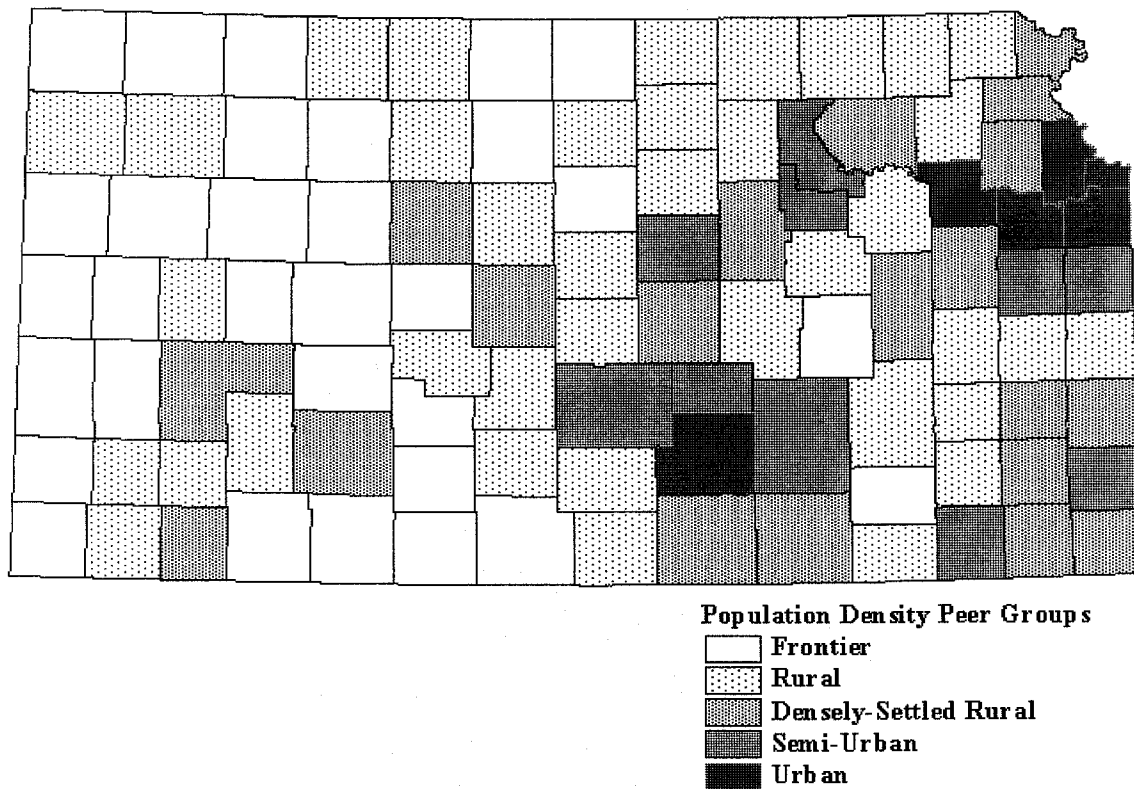 Population Density Peer Groups
Frontier
Rural
Densely-Settled Rural
Semi-Urban
Urban